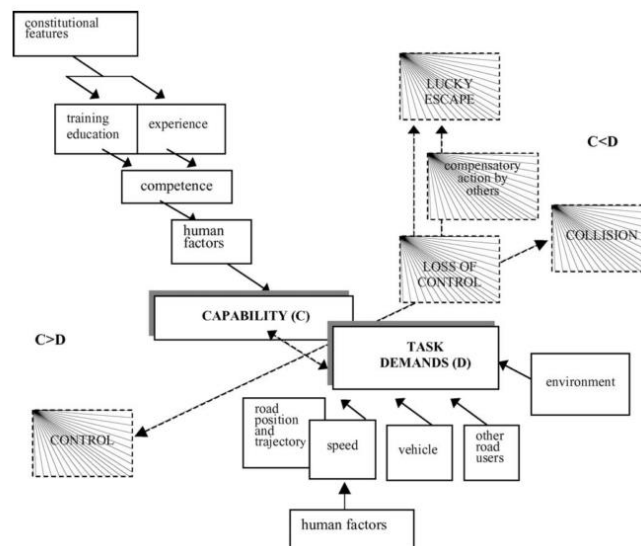 constitutional
features
training
education
experience
competence
human
factors
CAPABILITY (C)
C>D
CONTROL
LUCKY
ESCAPE
C<D
compensatory
action by
others
LOSS OF
CONTROL
COLLISION
TASK
DEMANDS (D)
environment
road
position
and
trajectory
speed
vehicle
other
road
users
human factors